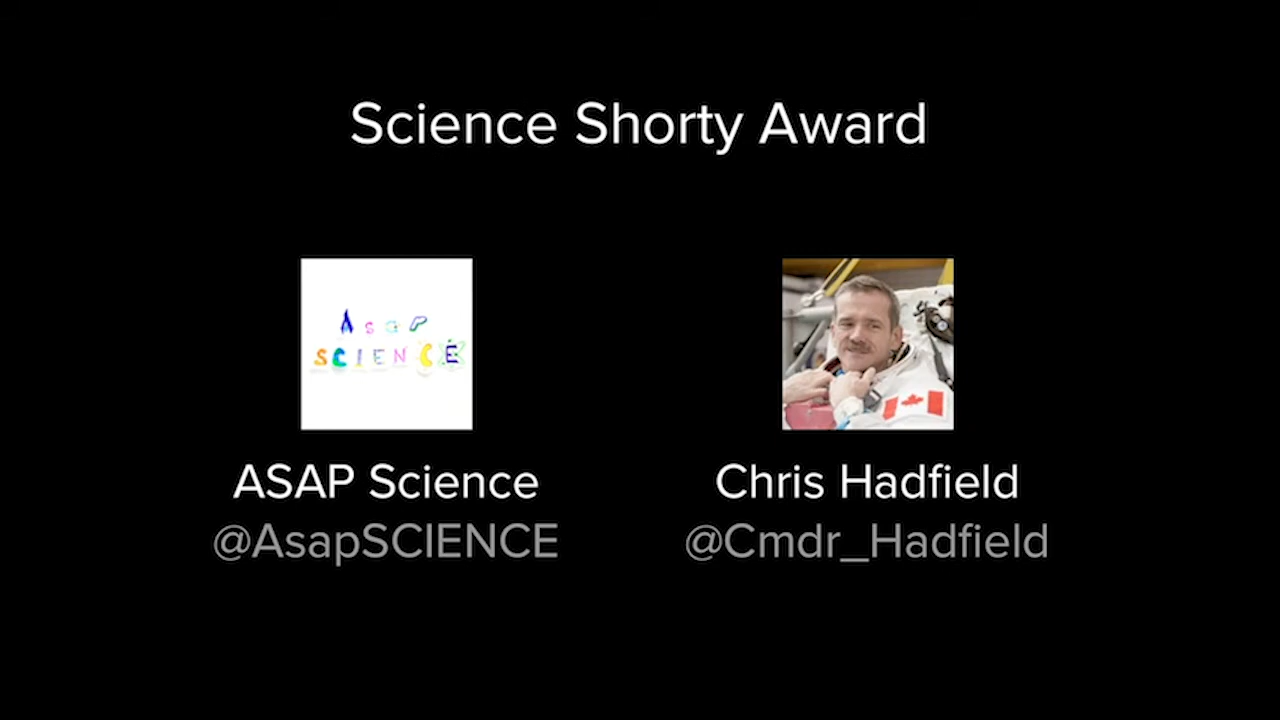 Science Shorty Award
Asap
SCIENCE
ASAP Science
@AsapSCIENCE
Chris Hadfield
@Cmdr_Hadfield